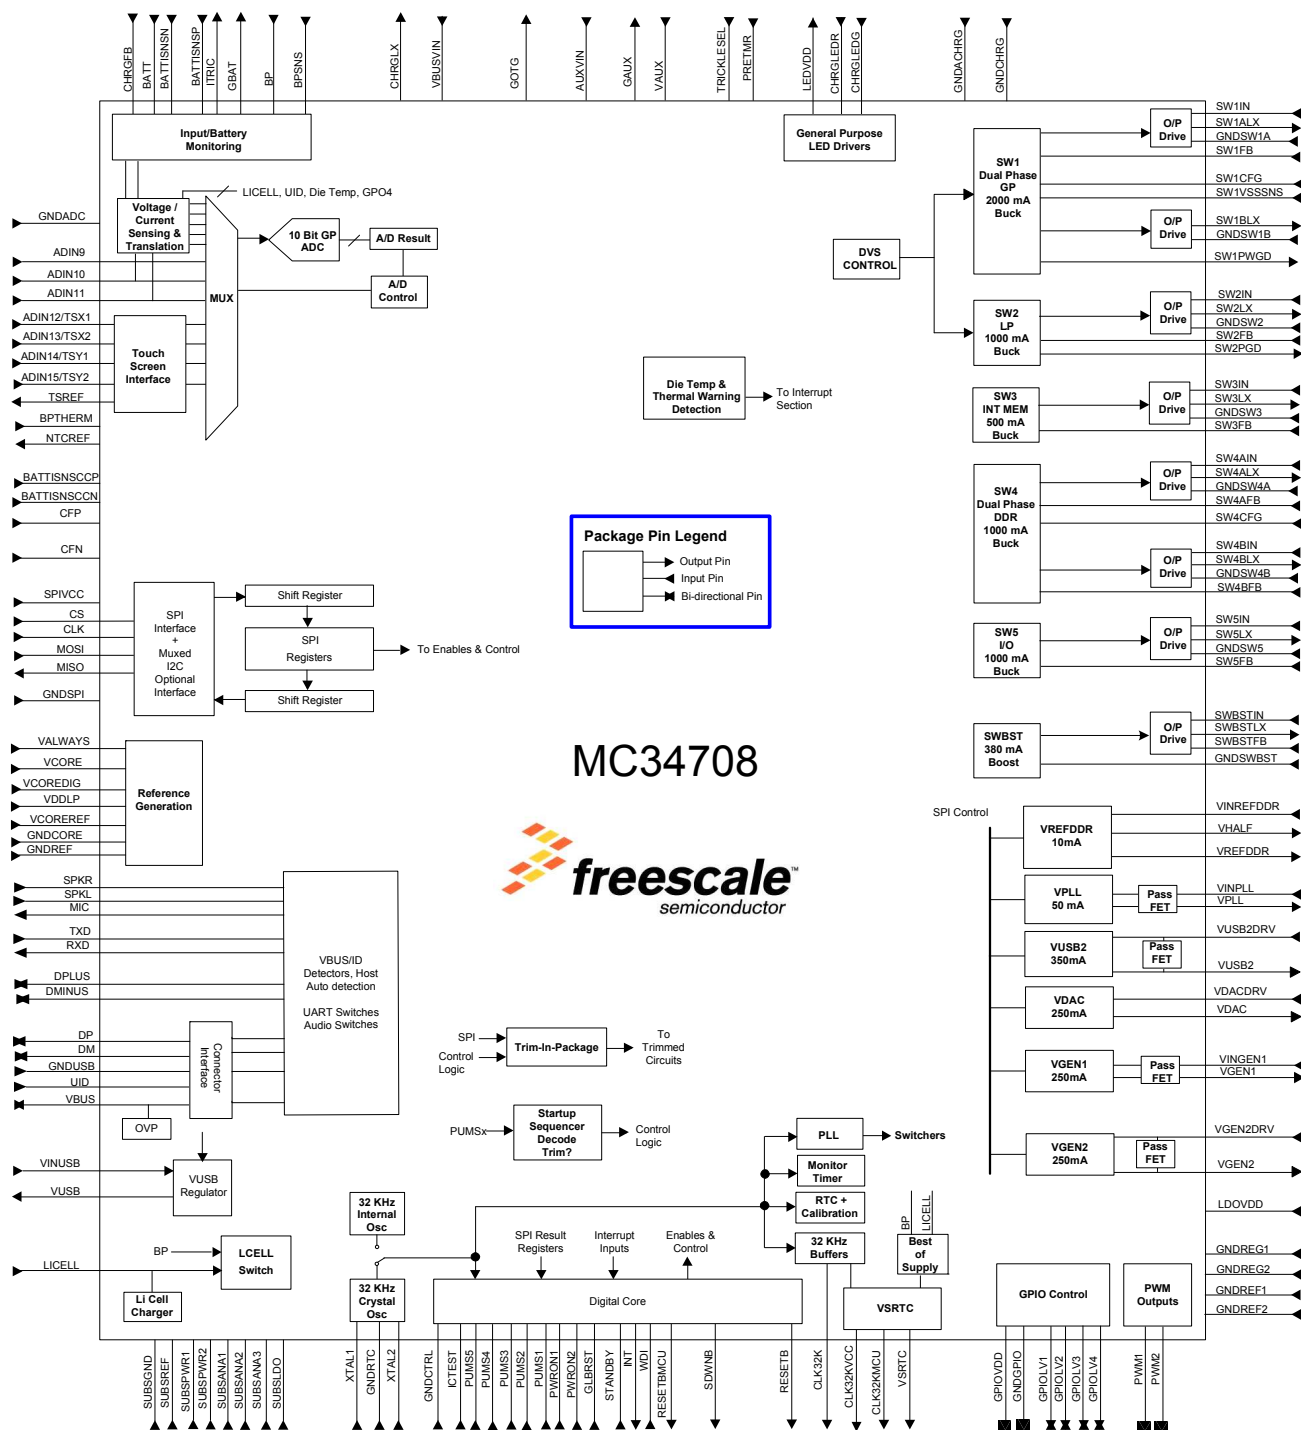 CHRGFB
BATT
BATTISNSN
BATTISNSP
ITRIC
GBAT
BP
BPSNS
CHRGLX
VBUSVIN
GOTG
AUXVIN
GAUX
VAUX
TRICKLESEL
PRETMR
LEDVDD
CHRGLEDR
CHRGLEDG
GNDACHRG
GNDCHRG
Input/Battery
Monitoring
General Purpose
LED Drivers
LICELL, UID, Die Temp, GPO4
Voltage /
Current
Sensing &
Translation
MUX
10 Bit GP
ADC
A/D Result
A/D
Control
Touch
Screen
Interface
GNDADC
ADIN9
ADIN10
ADIN11
ADIN12/TSX1
ADIN13/TSX2
ADIN14/TSY1
ADIN15/TSY2
TSREF
BPTHERM
NTCREF
BATTISNSCCP
BATTISNSCCN
CFP
CFN
SPIVCC
CS
CLK
MOSI
MISO
GNDSPI
SPI
Interface
+
Muxed
I2C
Optional
Interface
Shift Register
SPI
Registers
Shift Register
To Enables & Control
VALWAYS
VCORE
VCOREDIG
VDDLP
VCOREREF
GNDCORE
GNDREF
Reference
Generation
SPKR
SPKL
MIC
TXD
RXD
DPLUS
DMINUS
DP
DM
GNDUSB
UID
VBUS
VBUS/ID
Detectors, Host
Auto detection
UART Switches
Audio Switches
Connector
Interface
OVP
VINUSB
VUSB
VUSB
Regulator
BP
LICELL
LCELL
Switch
Li Cell
Charger
DVS
CONTROL
SW1
Dual Phase
GP
2000 mA
Buck
O/P
Drive
O/P
Drive
SW1IN
SW1ALX
GNDSW1A
SW1FB
SW1CFG
SW1VSSSNS
SW1BLX
GNDSW1B
SW1PWGD
SW2
LP
1000 mA
Buck
O/P
Drive
SW2IN
SW2LX
GNDSW2
SW2FB
SW2PGD
Die Temp &
Thermal Warning
Detection
To Interrupt
Section
SW3
INT MEM
500 mA
Buck
O/P
Drive
SW3IN
SW3LX
GNDSW3
SW3FB
SW4
Dual Phase
DDR
1000 mA
Buck
O/P
Drive
O/P
Drive
SW4AIN
SW4ALX
GNDSW4A
SW4AFB
SW4CFG
SW4BIN
SW4BLX
GNDSW4B
SW4BFB
Package Pin Legend
Output Pin
Input Pin
Bi-directional Pin
SW5
I/O
1000 mA
Buck
O/P
Drive
SW5IN
SW5LX
GNDSW5
SW5FB
SWBST
380 mA
Boost
O/P
Drive
SWBSTIN
SWBSTLX
SWBSTFB
GNDSWBST
MC34708
freescale™
semiconductor
SPI Control
VREFDDR
10mA
VINREFDDR
VHALF
VREFDDR
VPLL
50 mA
Pass
FET
VINPLL
VPLL
VUSB2
350mA
Pass
FET
VUSB2DRV
VUSB2
VDAC
250mA
VDACDRV
VDAC
VGEN1
250mA
Pass
FET
VINGEN1
VGEN1
VGEN2
250mA
Pass
FET
VGEN2DRV
VGEN2
LDOVDD
GNDREG1
GNDREG2
GNDREF1
GNDREF2
SPI
Control
Logic
Trim-In-Package
To
Trimmed
Circuits
PUMSx
Startup
Sequencer
Decode
Trim?
Control
Logic
PLL
Switchers
Monitor
Timer
RTC +
Calibration
32 KHz
Buffers
32 KHz
Internal
Osc
32 KHz
Crystal
Osc
SPI Result
Registers
Interrupt
Inputs
Enables &
Control
Digital Core
BP
LICELL
Best
of
Supply
VSRTC
GPIO Control
PWM
Outputs
SUBSGND
SUBSREF
SUBSPWR1
SUBSPWR2
SUBSANA1
SUBSANA2
SUBSANA3
SUBSLDO
XTAL1
GNDRTC
XTAL2
GNDCTRL
ICTEST
PUMS5
PUMS4
PUMS3
PUMS2
PUMS1
PWRON1
PWRON2
GLBRST
STANDBY
INT
WDI
RESETBMCU
SDWNB
RESETB
CLK32K
CLK32KVCC
CLK32KMCU
VSRTC
GPIOVDD
GNDGPIO
GPIOLV1
GPIOLV2
GPIOLV3
GPIOLV4
PWM1
PWM2